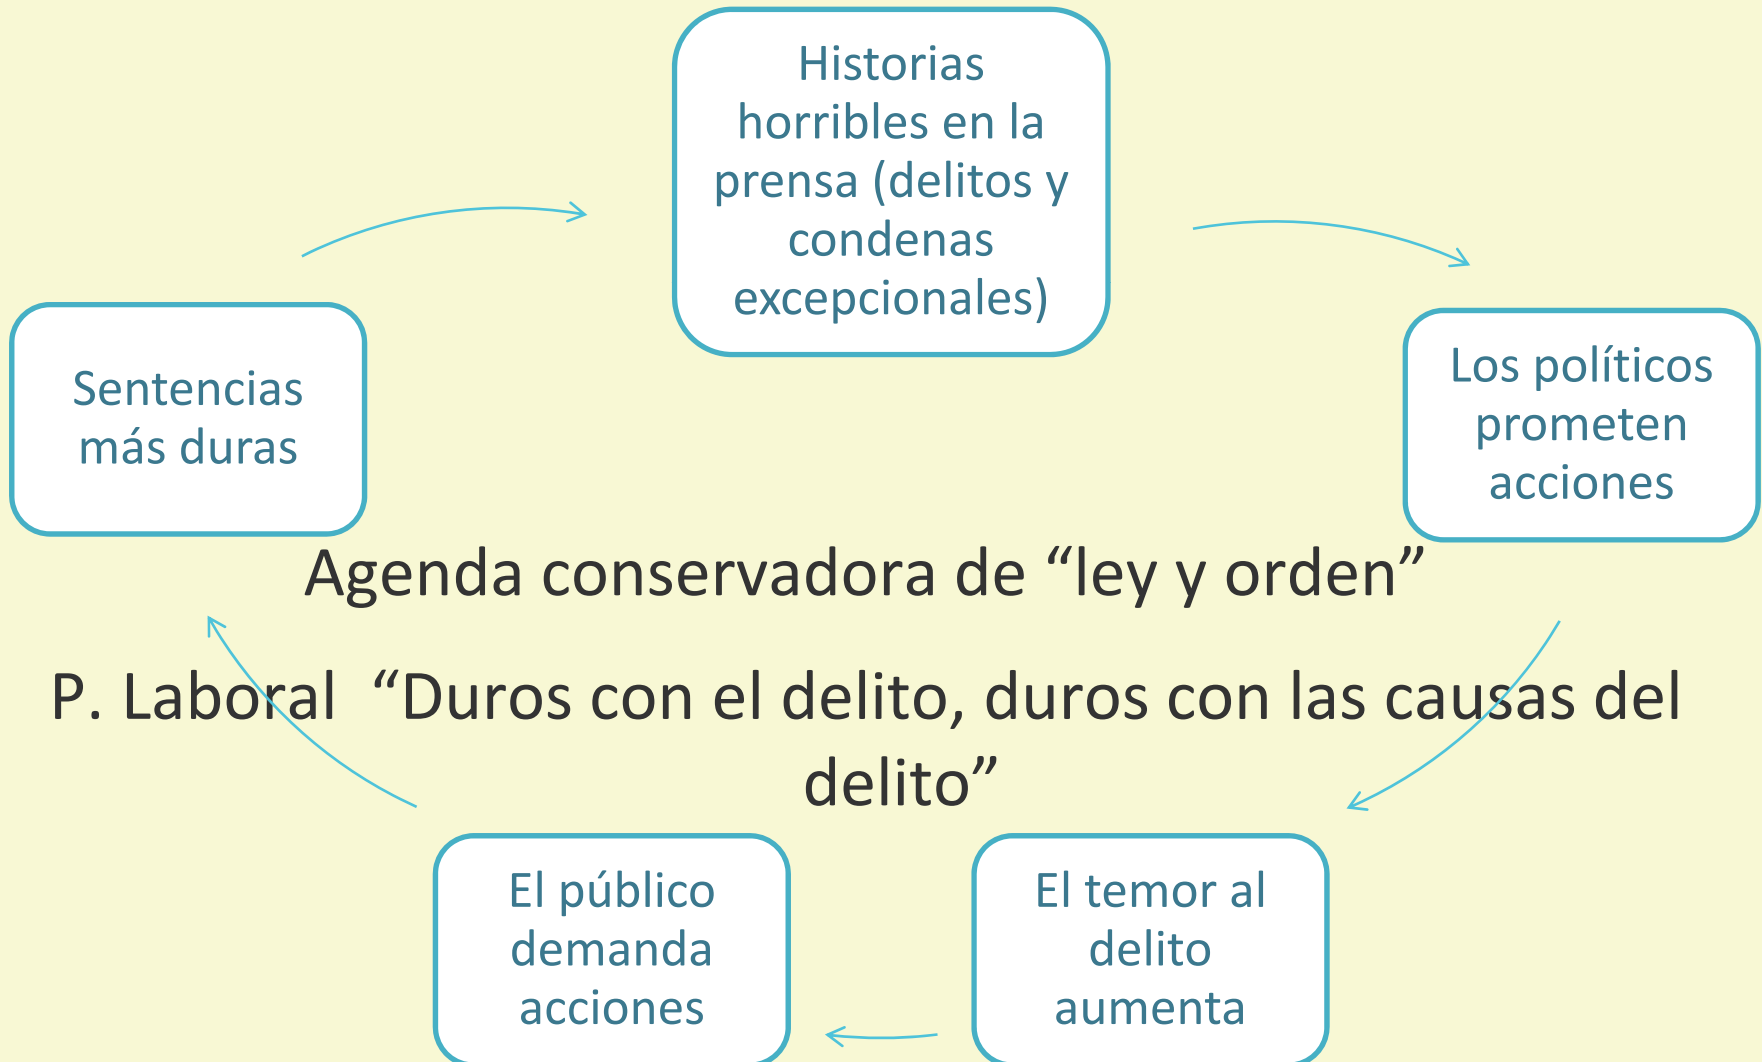 Historias
horribles en la
prensa (delitos y
condenas
excepcionales)
Los políticos
prometen
acciones
Sentencias
más duras
Agenda conservadora de “ley y orden”
P. Laboral “Duros con el delito, duros con las causas del
delito”
El temor al
delito
aumenta
El público
demanda
acciones